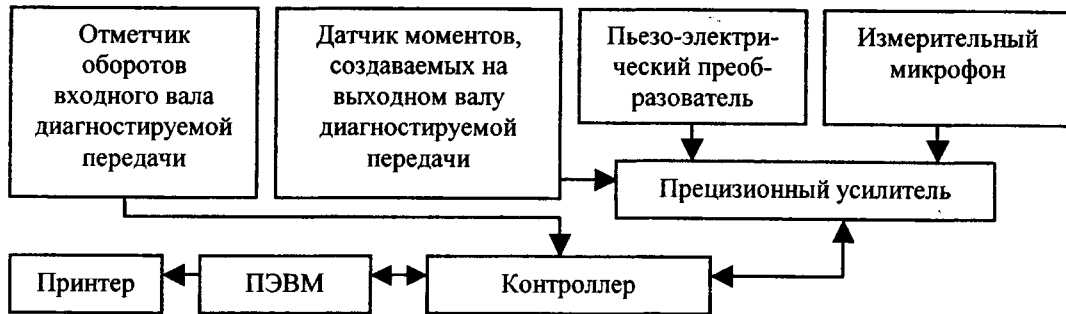 Отметчик
оборотов
входного вала
диагностируемой
передачи
Датчик моментов,
создаваемых на
выходном валу
диагностируемой
передачи
Пьезо-электри-
ческий преоб-
разователь
Измерительный
микрофон
Прецизионный усилитель
Принтер
ПЭВМ
Контроллер